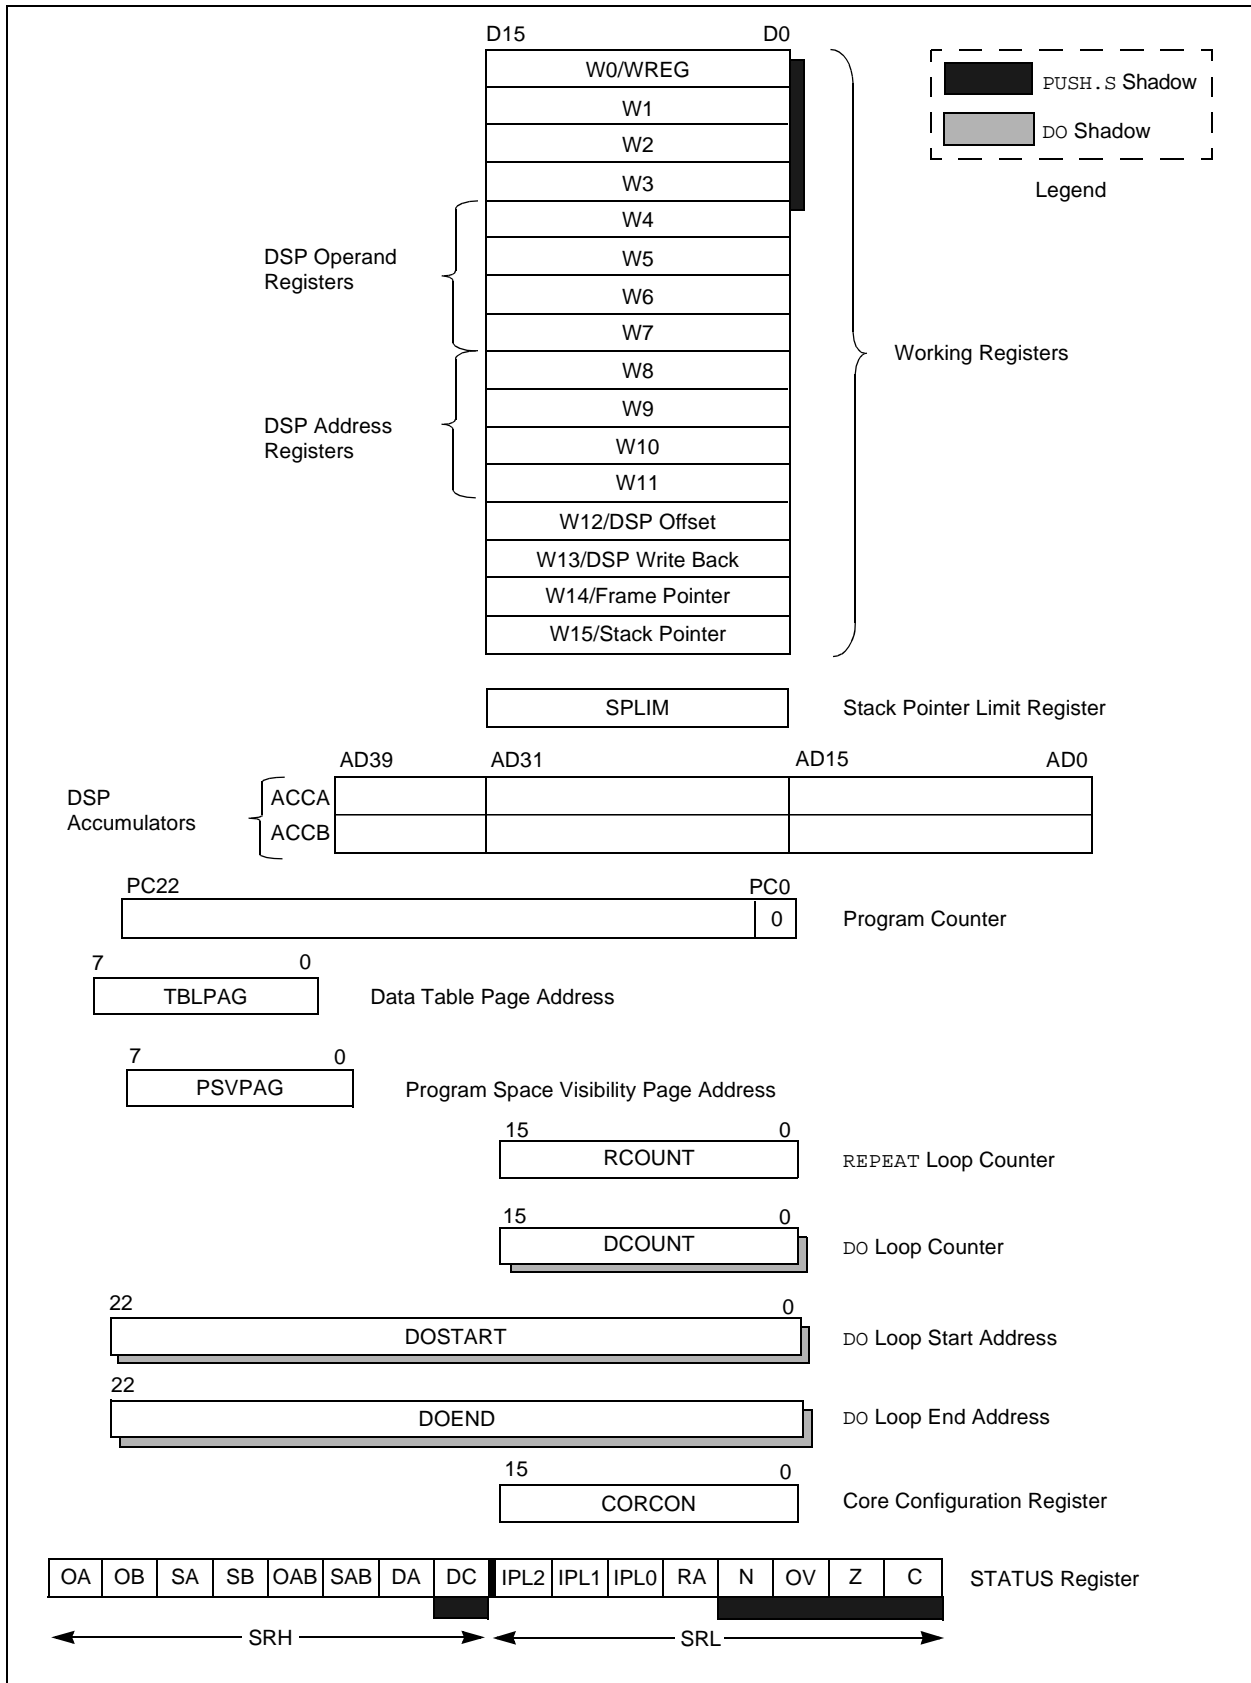 D15 D0
W0/WREG
W1
W2
W3
W4
W5
W6
W7
W8
W9
W10
W11
W12/DSP Offset
W13/DSP Write Back
W14/Frame Pointer
W15/Stack Pointer
PUSH.S Shadow
DO Shadow
Legend
DSP Operand
Registers
DSP Address
Registers
Working Registers
SPLIM Stack Pointer Limit Register
AD39 AD31 AD15 AD0
DSP
Accumulators
ACCA
ACCB
PC22 PC0
0 Program Counter
7 0
TBLPAG Data Table Page Address
7 0
PSVPAG Program Space Visibility Page Address
15 0
RCOUNT REPEAT Loop Counter
15 0
DCOUNT DO Loop Counter
22 0
DOSTART DO Loop Start Address
22
DOEND DO Loop End Address
15 0
CORCON Core Configuration Register
OA OB SA SB OAB SAB DA DC IPL2 IPL1 IPL0 RA N OV Z C STATUS Register
SRH SRL